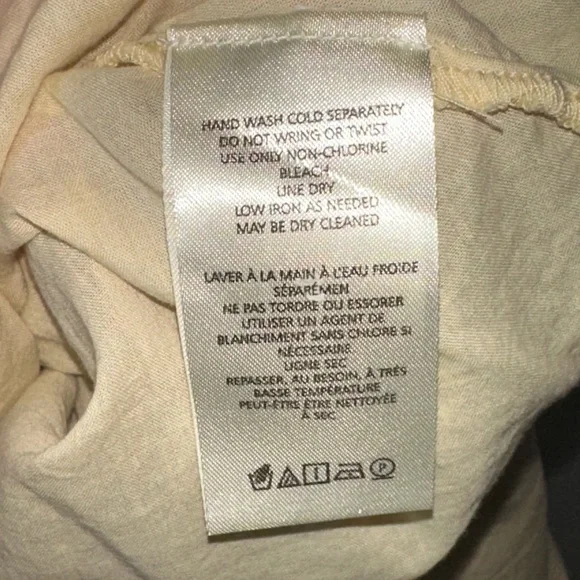 HAND WASH COLD SEPARATELY
DO NOT WRING OR TWIST
USE ONLY NON-CHLORINE
BLEACH
LINE DRY
LOW IRON AS NEEDED
MAY BE DRY CLEANED
LAVER À LA MAIN À L'EAU FROIDE
SÉPARÉMEN
NE PAS TORDRE OU ESSORER
UTILISER UN AGENT DE
BLANCHIMENT SANS CHLORE SI
NÉCESSAIRE
LIGNE SEC
REPASSER, AU BESOIN, À TRÉS
BASSE TEMPÉRATURE
PEUT-ÊTRE ÊTRE NETTOYÉE
À SEC
P